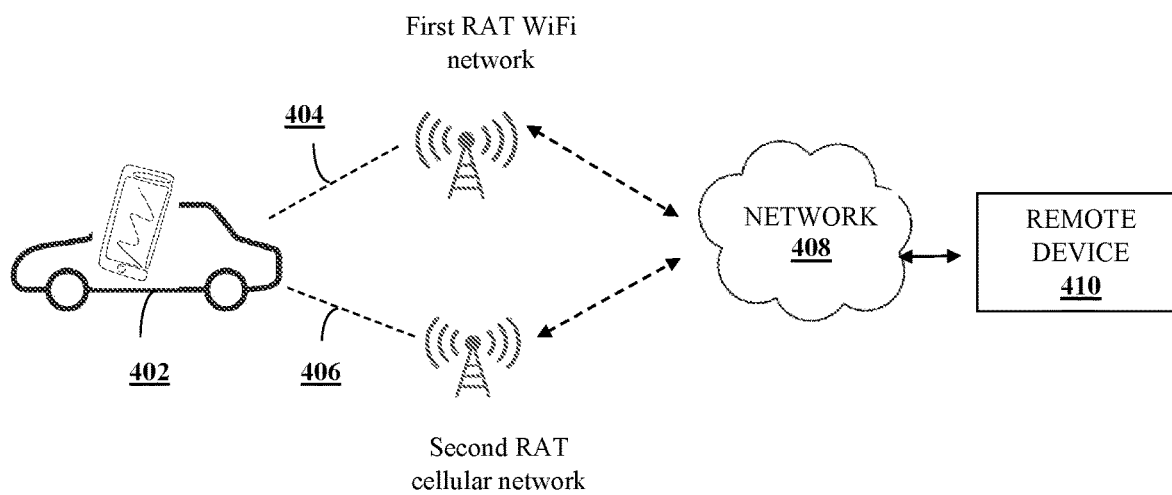 First RAT WiFi
network
404
NETWORK
408
REMOTE
DEVICE
410
402
406
Second RAT
cellular network